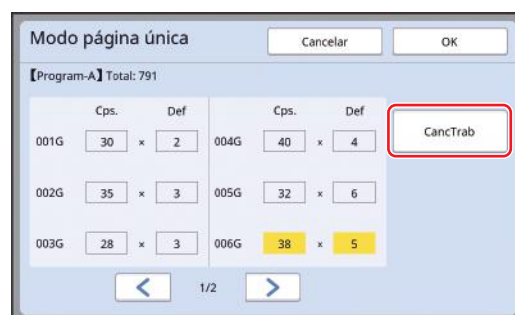 Modo página única
Cancelar
OK
【Program-A】Total: 791
Cps. Def Cps. Def
CancTrab
001G 30 × 2 004G 40 × 4
002G 35 × 3 005G 32 × 6
003G 28 × 3 006G 38 × 5
1/2